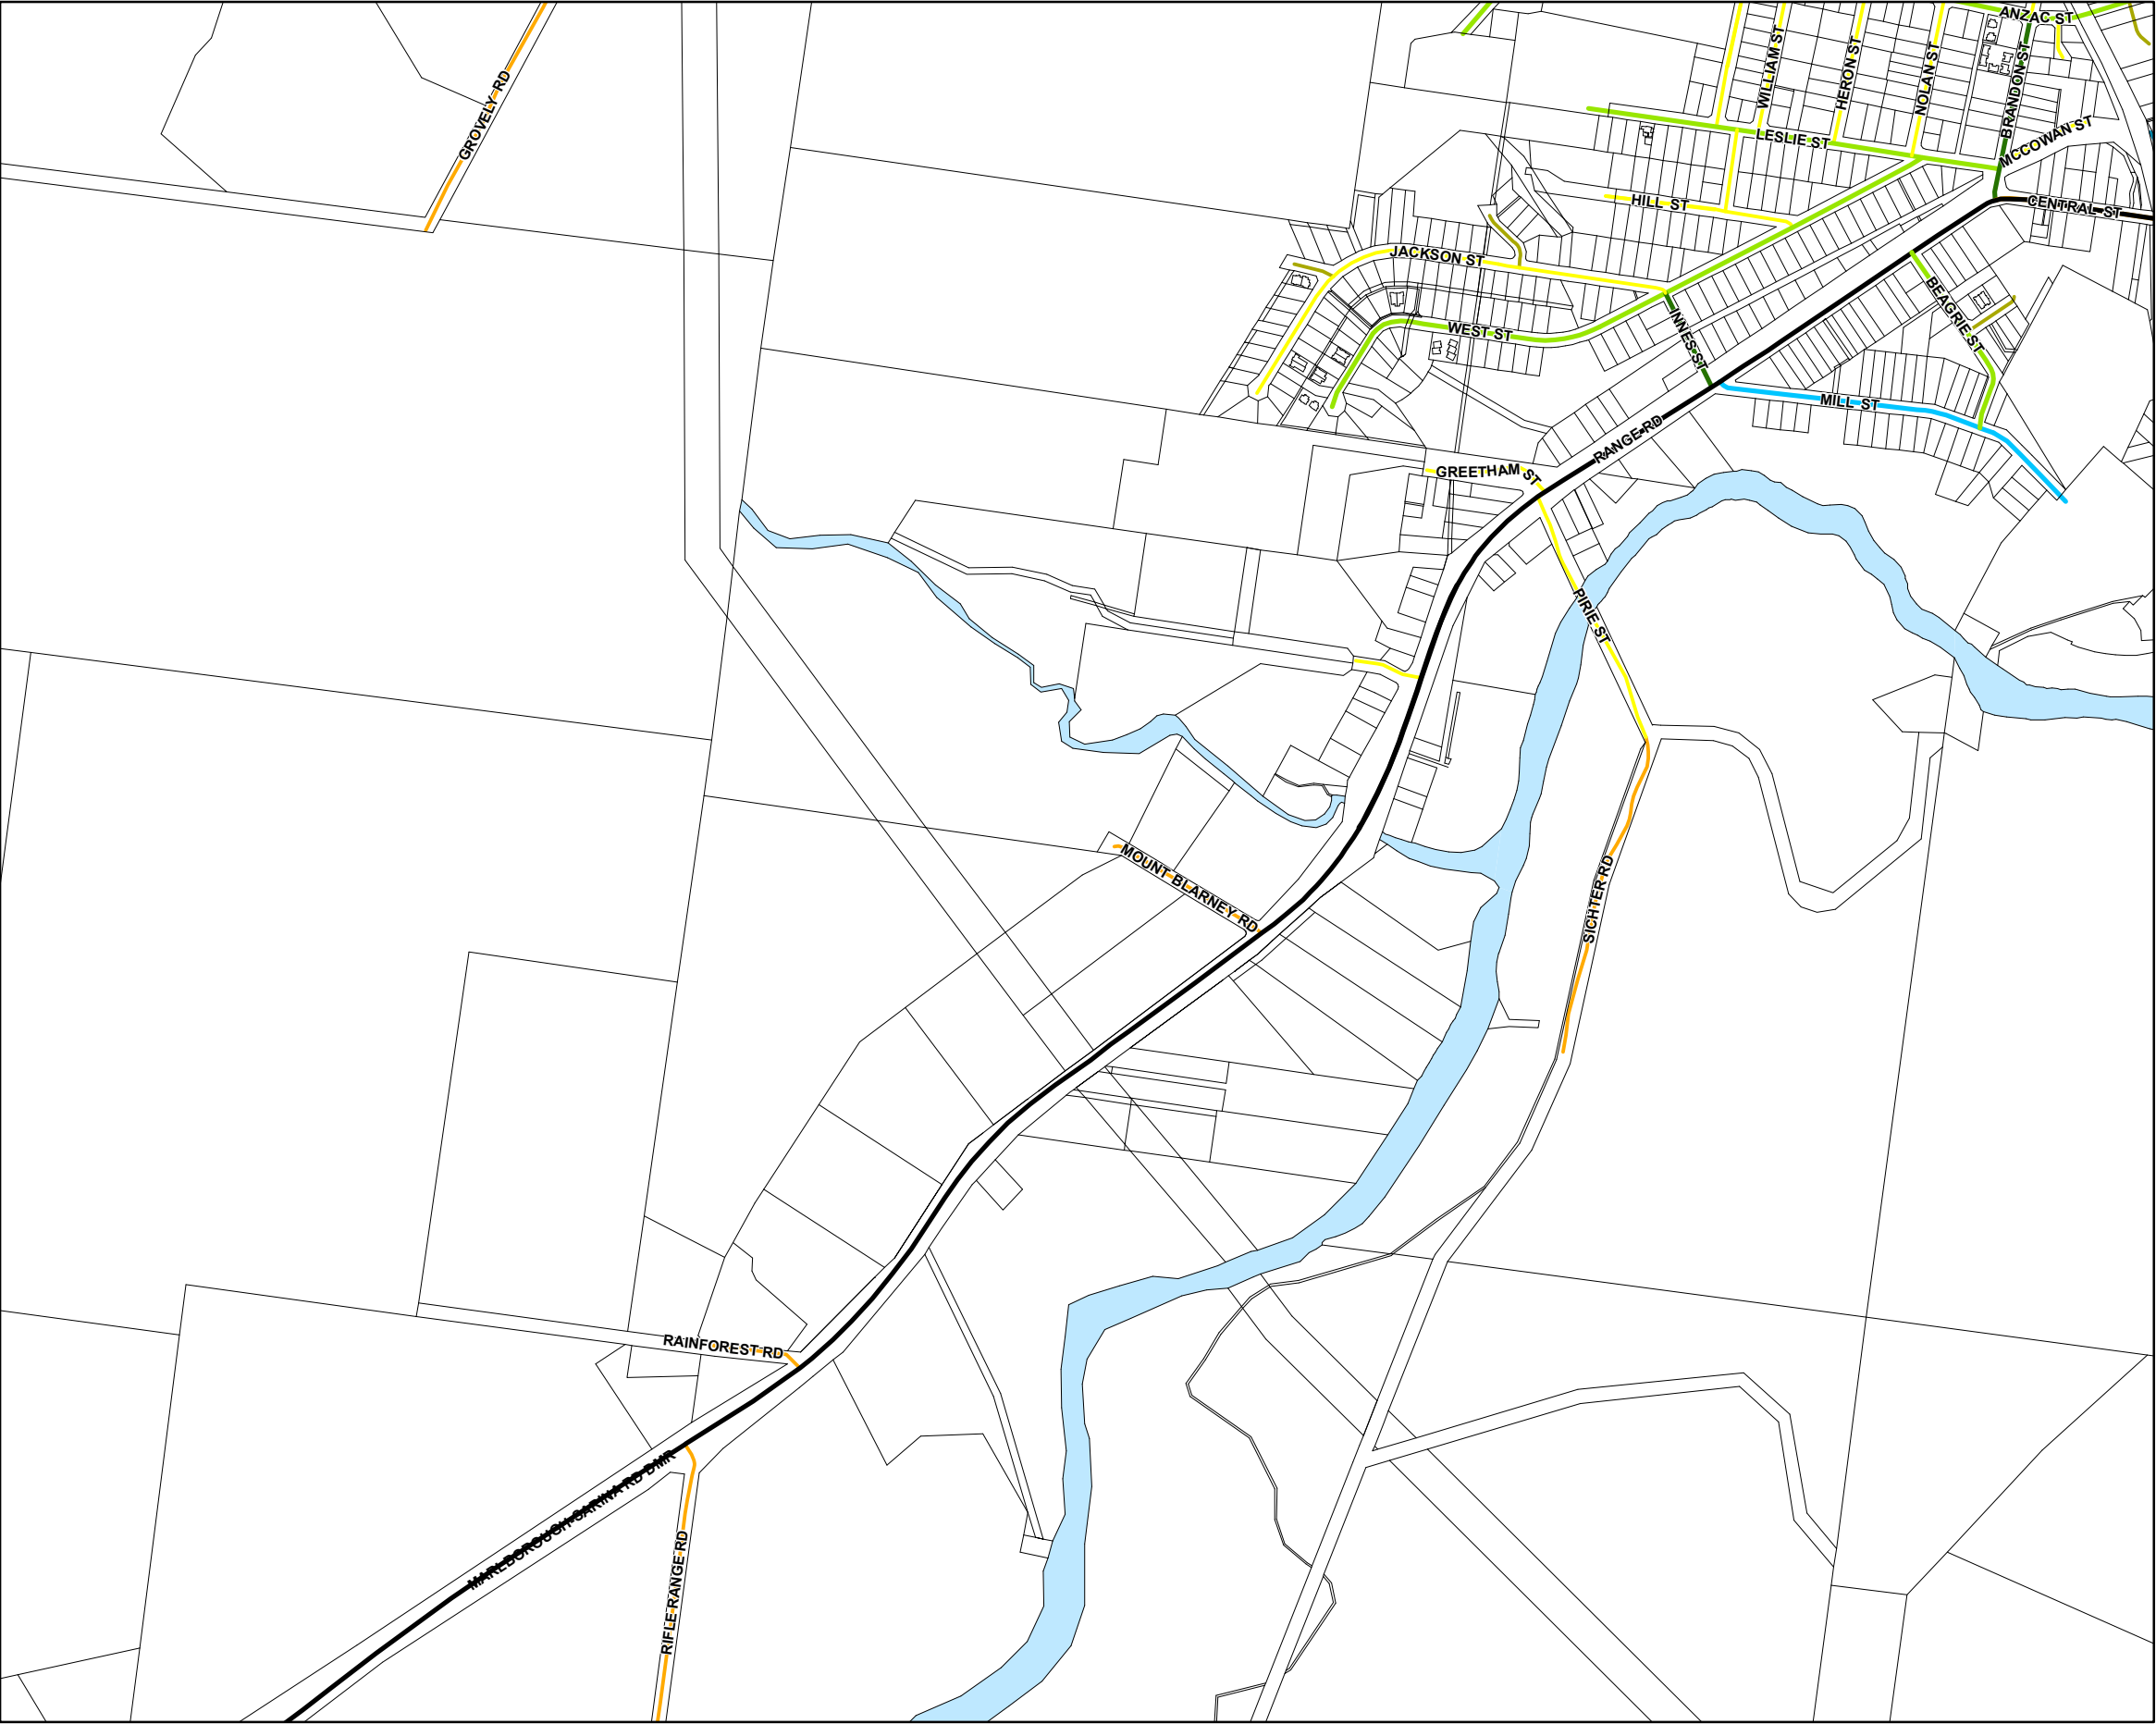 ANZAC ST
WILLIAM ST
HERON ST
NOLAN ST
BRANDON ST
GROVELY RD
LESLIE ST
MCCOWAN ST
HILL ST
CENTRAL ST
JACKSON ST
WEST ST
INNES ST
BEAGRIE ST
MILL ST
RANGE RD
GREETHAM ST
PIRIE ST
MOUNT BLARNEY RD
SICHTER RD
RAINFOREST RD
MARLBOROUGH-SARINA RD DMR
RIFLE RANGE RD